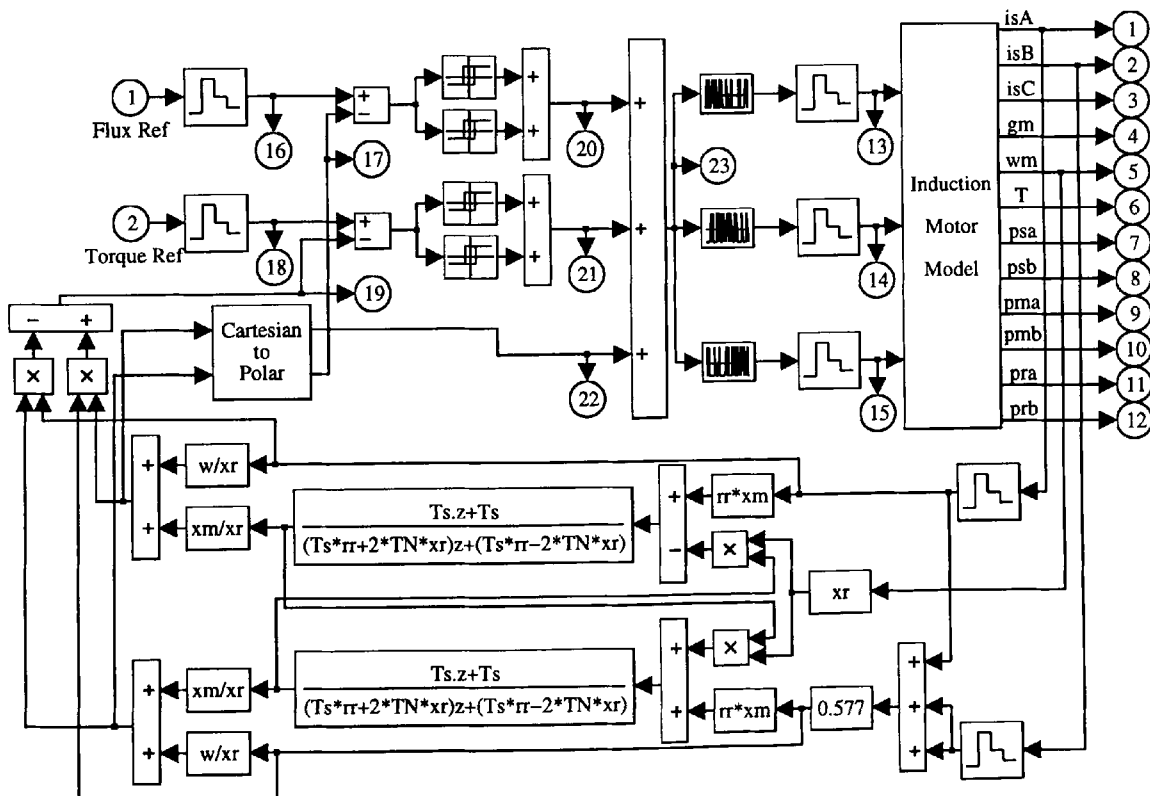 isA
1
isB
2
isC
3
gm
4
wm
5
T
6
psa
7
psb
8
pma
9
pmb
10
pra
11
prb
12
1
Flux Ref
16
+
−
17
+
+
20
2
Torque Ref
18
+
−
19
+
+
21
+
+
+
23
22
13
14
15
Induction
Motor
Model
− +
× ×
Cartesian
to
Polar
+
+
w/xr
xm/xr
Ts.z+Ts
(Ts*rr+2*TN*xr)z+(Ts*rr−2*TN*xr)
+
−
rr*xm
×
xr
+
+
xm/xr
w/xr
Ts.z+Ts
(Ts*rr+2*TN*xr)z+(Ts*rr−2*TN*xr)
+
+
×
rr*xm
0.577
+
+
+